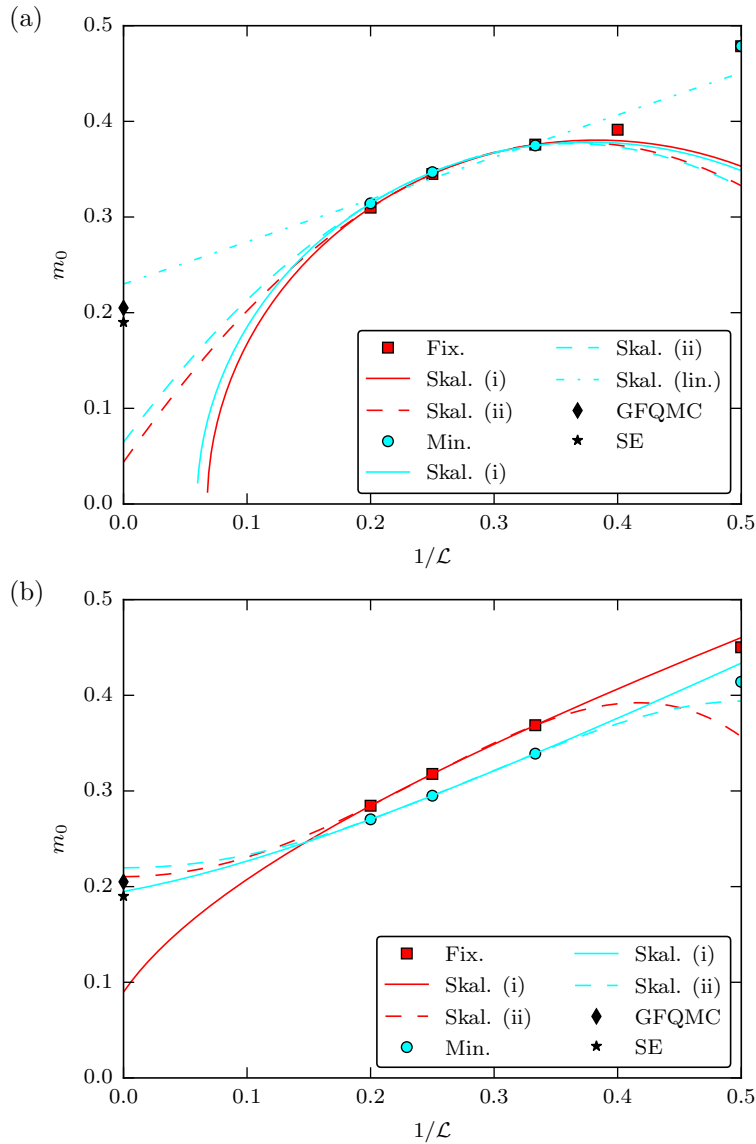 (a)
0.5
0.4
0.3
0.2
0.1
0.0
m₀
Fix.
Skal. (i)
Skal. (ii)
Min.
Skal. (i)
Skal. (ii)
Skal. (lin.)
GFQMC
SE
0.0 0.1 0.2 0.3 0.4 0.5
1/ℒ
(b)
0.5
0.4
0.3
0.2
0.1
0.0
m₀
Fix.
Skal. (i)
Skal. (ii)
Min.
Skal. (i)
Skal. (ii)
GFQMC
SE
0.0 0.1 0.2 0.3 0.4 0.5
1/ℒ